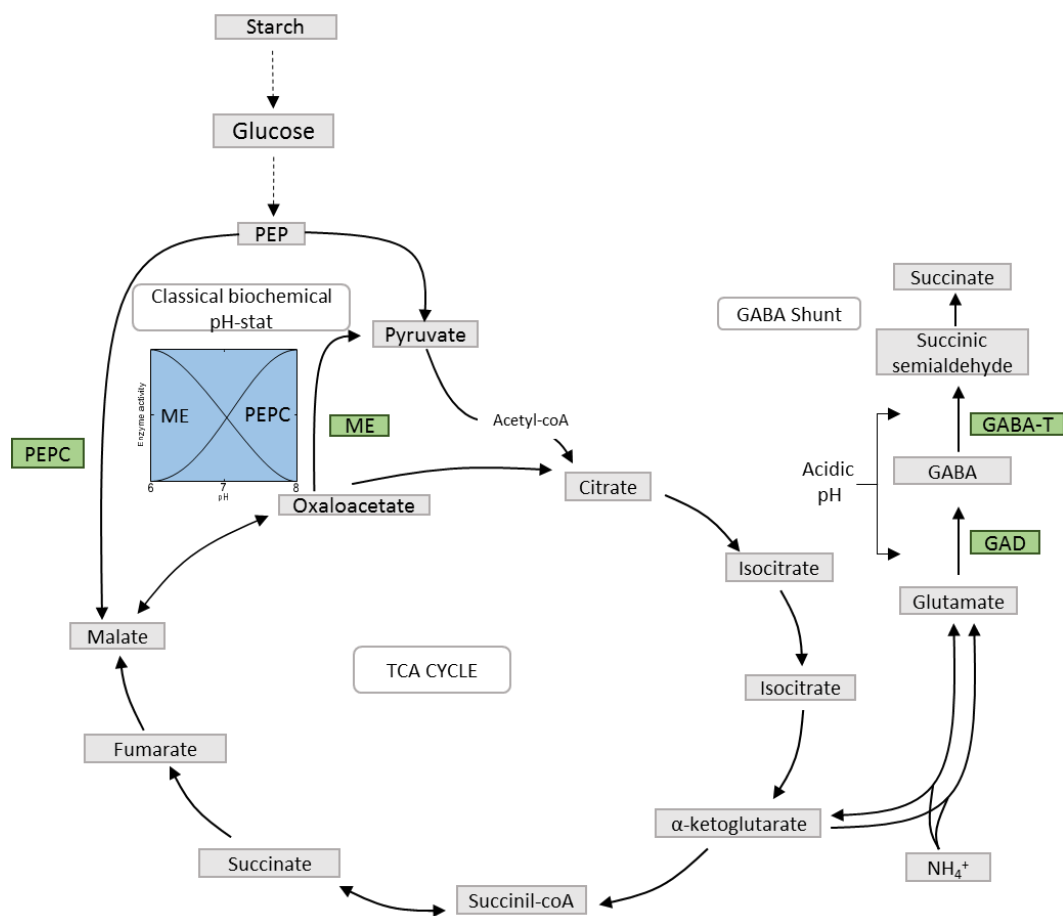 Starch
Glucose
PEP
Classical biochemical
pH-stat
Pyruvate
Enzyme activity
ME
PEPC
6
7
8
pH
ME
PEPC
Acetyl-coA
Oxaloacetate
Citrate
Isocitrate
Malate
TCA CYCLE
Isocitrate
Fumarate
α-ketoglutarate
Succinate
Succinil-coA
GABA Shunt
Succinate
Succinic
semialdehyde
GABA-T
Acidic
pH
GABA
GAD
Glutamate
NH₄⁺